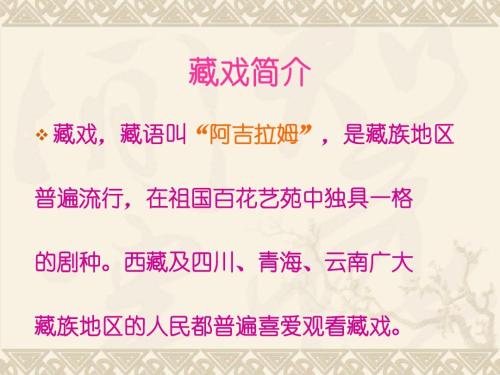 藏戏简介
藏戏，藏语叫“阿吉拉姆”，是藏族地区
普遍流行，在祖国百花艺苑中独具一格
的剧种。西藏及四川、青海、云南广大
藏族地区的人民都普遍喜爱观看藏戏。